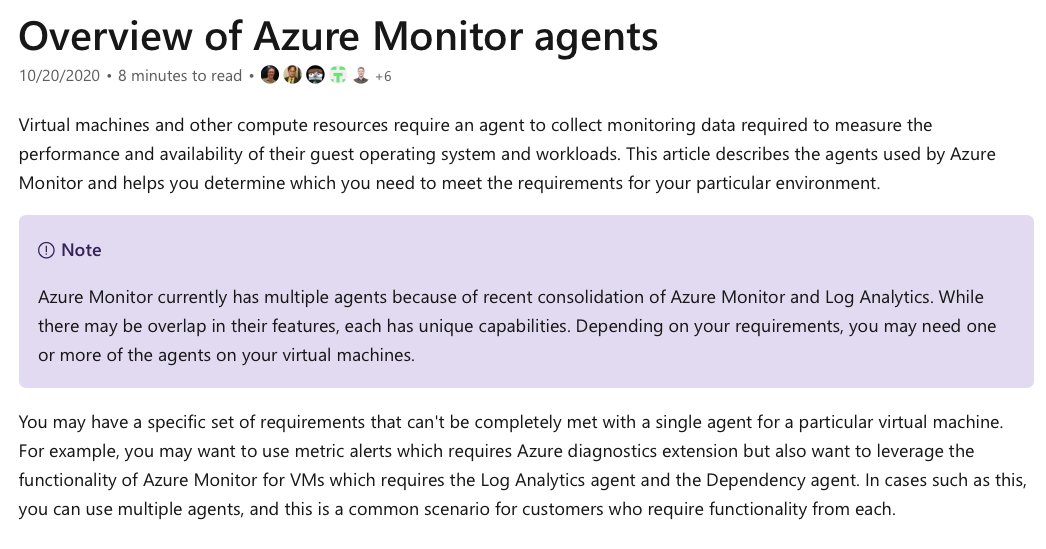 Overview of Azure Monitor agents
10/20/2020 • 8 minutes to read • +6
Virtual machines and other compute resources require an agent to collect monitoring data required to measure the
performance and availability of their guest operating system and workloads. This article describes the agents used by Azure
Monitor and helps you determine which you need to meet the requirements for your particular environment.
Note
Azure Monitor currently has multiple agents because of recent consolidation of Azure Monitor and Log Analytics. While
there may be overlap in their features, each has unique capabilities. Depending on your requirements, you may need one
or more of the agents on your virtual machines.
You may have a specific set of requirements that can't be completely met with a single agent for a particular virtual machine.
For example, you may want to use metric alerts which requires Azure diagnostics extension but also want to leverage the
functionality of Azure Monitor for VMs which requires the Log Analytics agent and the Dependency agent. In cases such as this,
you can use multiple agents, and this is a common scenario for customers who require functionality from each.